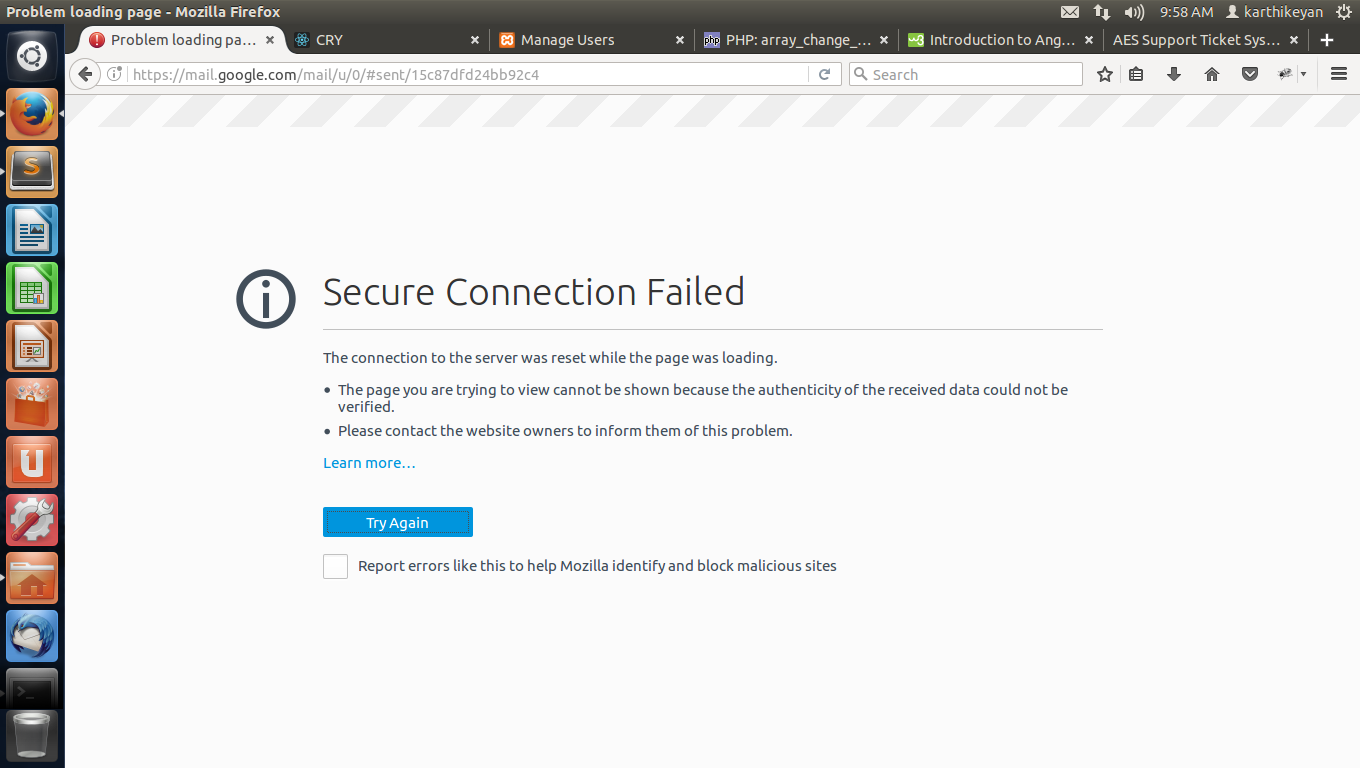 Problem loading page - Mozilla Firefox
9:58 AM karthikeyan
Problem loading pa...
CRY
Manage Users
php PHP: array_change_...
w3 Introduction to Ang...
AES Support Ticket Sys...
https://mail.google.com/mail/u/0/#sent/15c87dfd24bb92c4
Search
Secure Connection Failed
The connection to the server was reset while the page was loading.
The page you are trying to view cannot be shown because the authenticity of the received data could not be
verified.
Please contact the website owners to inform them of this problem.
Learn more...
Try Again
Report errors like this to help Mozilla identify and block malicious sites